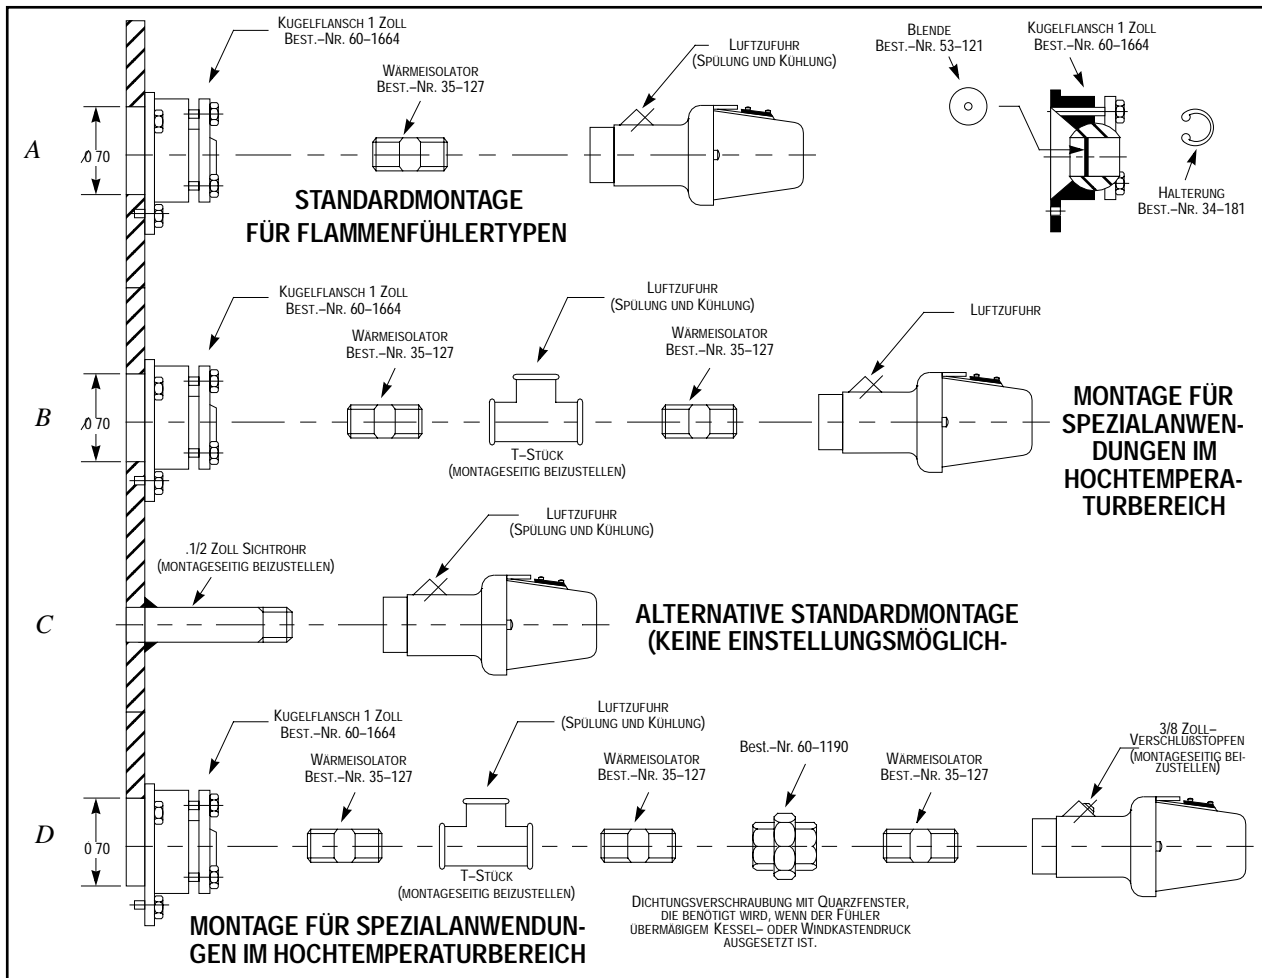 KUGELFLANSCH 1 ZOLL
BEST.–NR. 60–1664
WÄRMEISOLATOR
BEST.–NR. 35–127
LUFTZUFUHR
(SPÜLUNG UND KÜHLUNG)
BLENDE
BEST.–NR. 53–121
KUGELFLANSCH 1 ZOLL
BEST.–NR. 60–1664
HALTERUNG
BEST.–NR. 34–181
A
∅ 70
STANDARDMONTAGE
FÜR FLAMMENFÜHLERTYPEN
KUGELFLANSCH 1 ZOLL
BEST.–NR. 60–1664
WÄRMEISOLATOR
BEST.–NR. 35–127
LUFTZUFUHR
(SPÜLUNG UND KÜHLUNG)
WÄRMEISOLATOR
BEST.–NR. 35–127
LUFTZUFUHR
B
∅ 70
T–STÜCK
(MONTAGESEITIG BEIZUSTELLEN)
MONTAGE FÜR
SPEZIALANWEN-
DUNGEN IM
HOCHTEMPERA-
TURBEREICH
.1/2 ZOLL SICHTROHR
(MONTAGESEITIG BEIZUSTELLEN)
LUFTZUFUHR
(SPÜLUNG UND KÜHLUNG)
C
ALTERNATIVE STANDARDMONTAGE
(KEINE EINSTELLUNGSMÖGLICH-
KUGELFLANSCH 1 ZOLL
BEST.–NR. 60–1664
WÄRMEISOLATOR
BEST.–NR. 35–127
LUFTZUFUHR
(SPÜLUNG UND KÜHLUNG)
WÄRMEISOLATOR
BEST.–NR. 35–127
Best.–Nr. 60–1190
WÄRMEISOLATOR
BEST.–NR. 35–127
3/8 ZOLL–
VERSCHLUßSTOPFEN
(MONTAGESEITIG BEI-
ZUSTELLEN)
D
0 70
T–STÜCK
(MONTAGESEITIG BEIZUSTELLEN)
DICHTUNGSVERSCHRAUBUNG MIT QUARZFENSTER,
DIE BENÖTIGT WIRD, WENN DER FÜHLER
ÜBERMÄßIGEM KESSEL– ODER WINDKASTENDRUCK
AUSGESETZT IST.
MONTAGE FÜR SPEZIALANWENDUN-
GEN IM HOCHTEMPERATURBEREICH